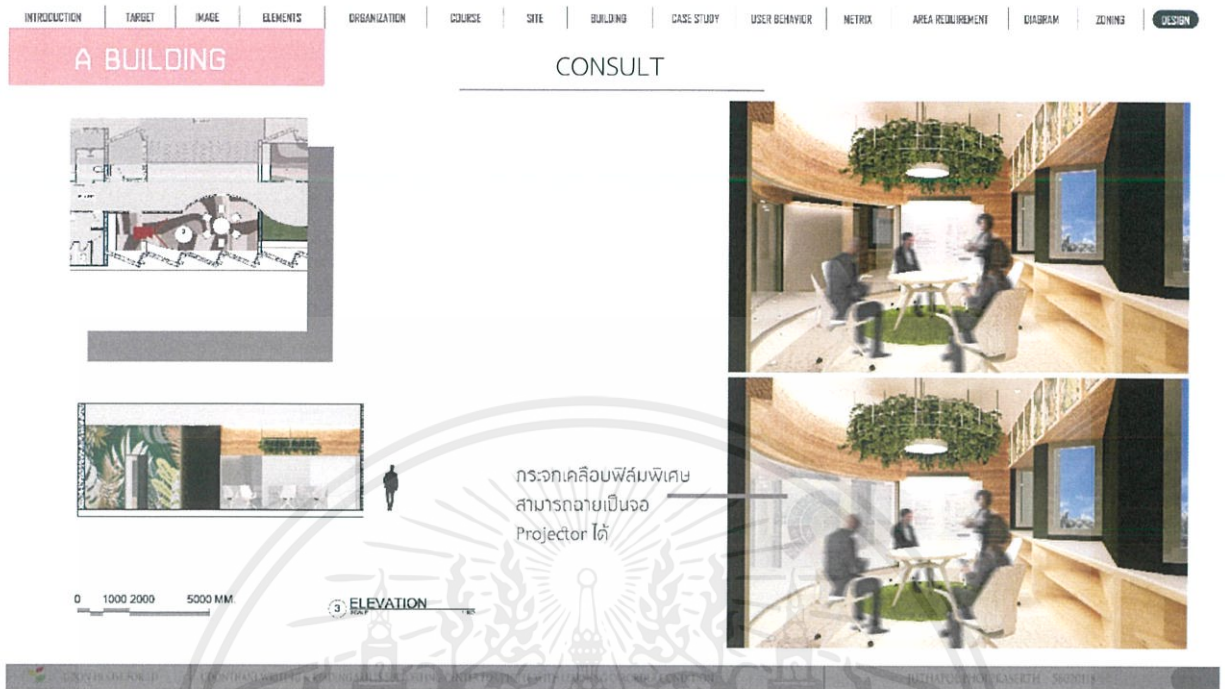 INTRODUCTION TARGET IMAGE ELEMENTS ORGANIZATION COURSE SITE BUILDING CASE STUDY USER BEHAVIOR NETRIX AREA REQUIREMENT DIAGRAM ZONING DESIGN
A BUILDING
CONSULT
กระจกเคลือบฟิล์มพิเศษ
สามารถฉายเป็นจอ
Projector ได้
0 1000 2000 5000 MM.
3 ELEVATION
SCALE